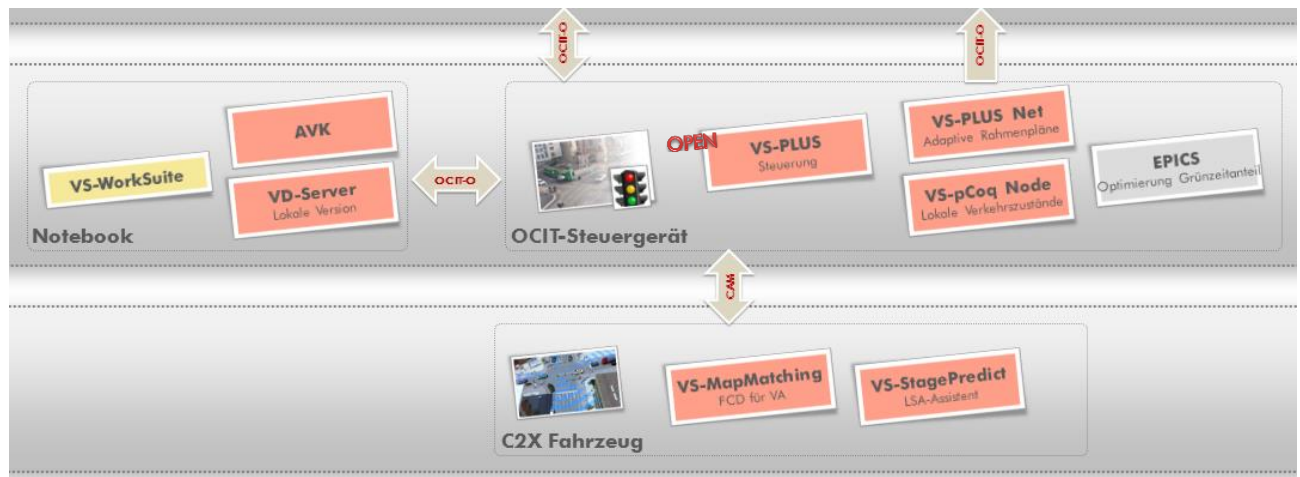 OCIT-O
OCIT-O
AVK
VS-WorkSuite
VD-Server
Lokale Version
Notebook
OCIT-O
OPEN
VS-PLUS
Steuerung
VS-PLUS Net
Adaptive Rahmenpläne
VS-pCoq Node
Lokale Verkehrszustände
EPICS
Optimierung Grünzeitanteil
OCIT-Steuergerät
CAM
VS-MapMatching
FCD für VA
VS-StagePredict
LSA-Assistent
C2X Fahrzeug